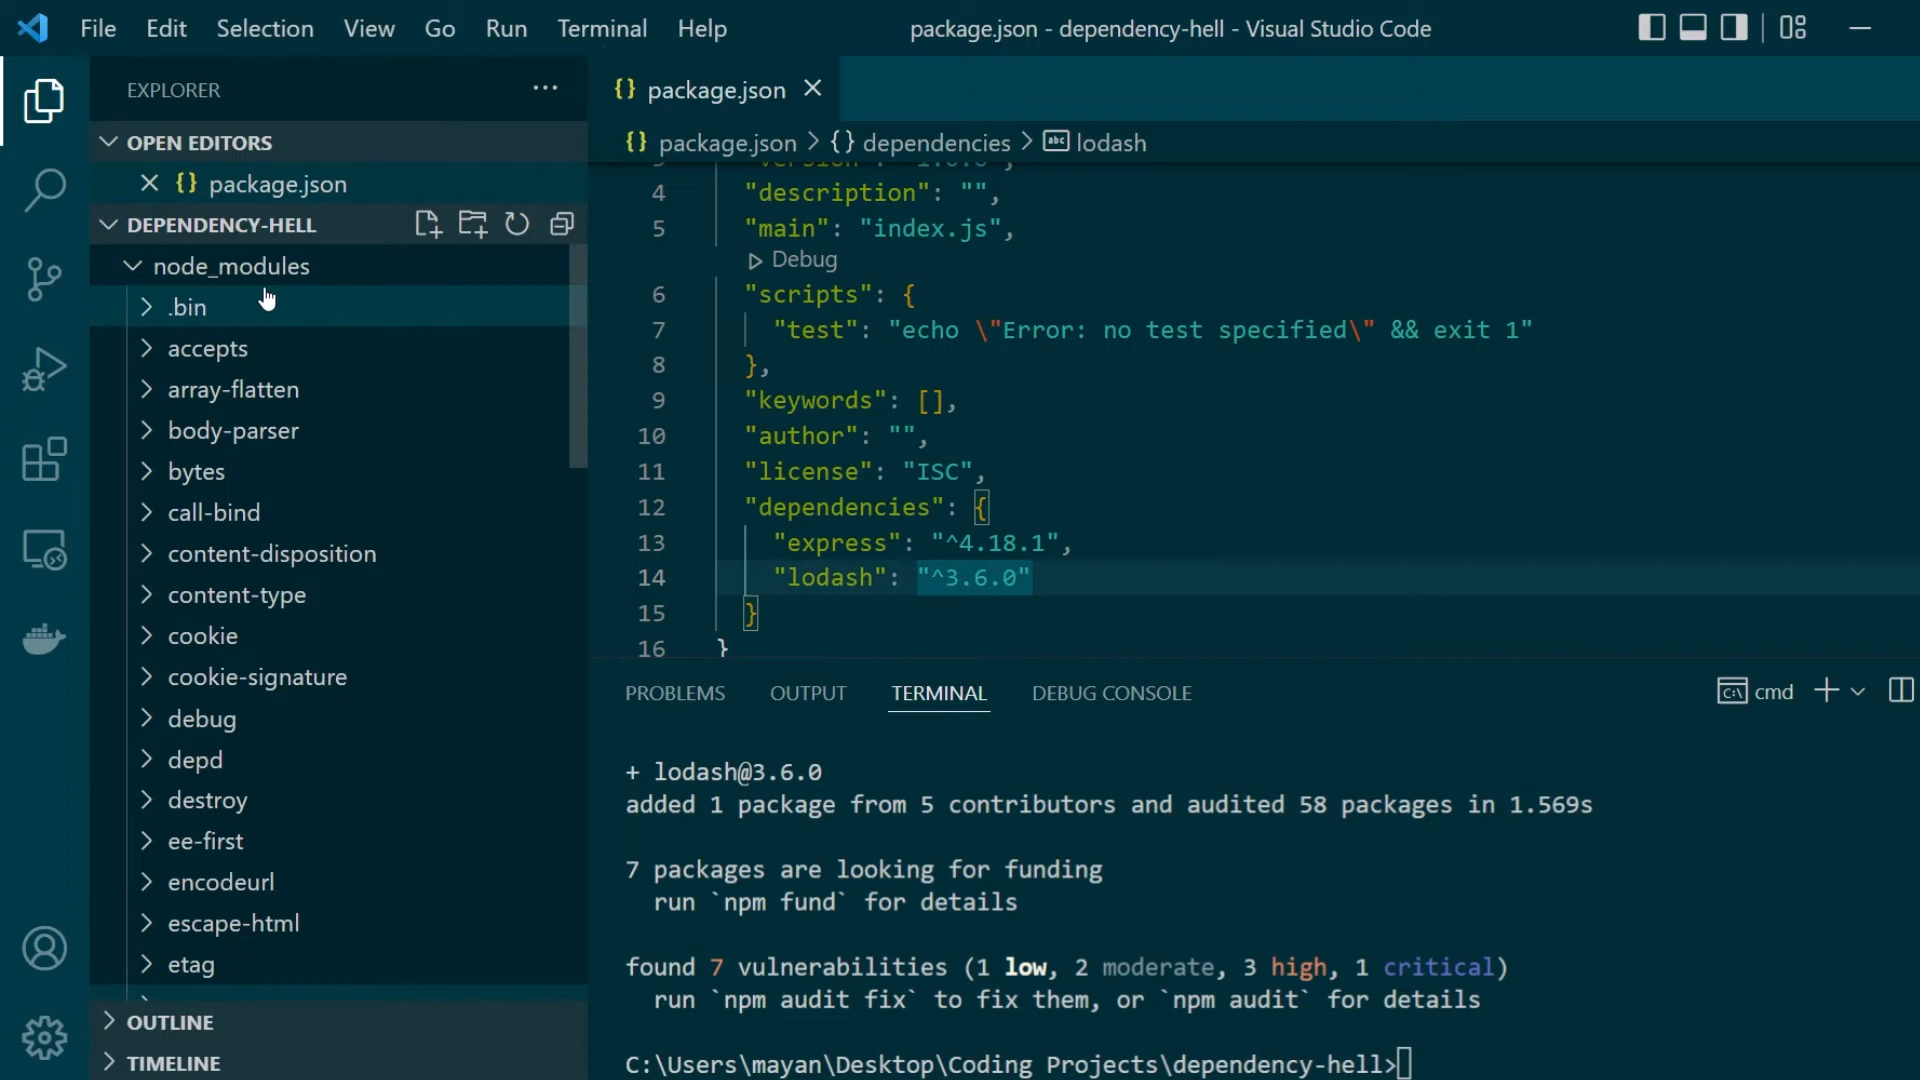 File Edit Selection View Go Run Terminal Help
package.json - dependency-hell - Visual Studio Code
EXPLORER
OPEN EDITORS
{} package.json
DEPENDENCY-HELL
node_modules
.bin
accepts
array-flatten
body-parser
bytes
call-bind
content-disposition
content-type
cookie
cookie-signature
debug
depd
destroy
ee-first
encodeurl
escape-html
etag
OUTLINE
TIMELINE
{} package.json
{} package.json > {} dependencies > abc lodash
4 "description": "",
5 "main": "index.js",
Debug
6 "scripts": {
7 "test": "echo \"Error: no test specified\" && exit 1"
8 },
9 "keywords": [],
10 "author": "",
11 "license": "ISC",
12 "dependencies": {
13 "express": "^4.18.1",
14 "lodash": "^3.6.0"
15 }
16 }
PROBLEMS OUTPUT TERMINAL DEBUG CONSOLE
cmd
+ lodash@3.6.0
added 1 package from 5 contributors and audited 58 packages in 1.569s
7 packages are looking for funding
run `npm fund` for details
found 7 vulnerabilities (1 low, 2 moderate, 3 high, 1 critical)
run `npm audit fix` to fix them, or `npm audit` for details
C:\Users\mayan\Desktop\Coding Projects\dependency-hell>